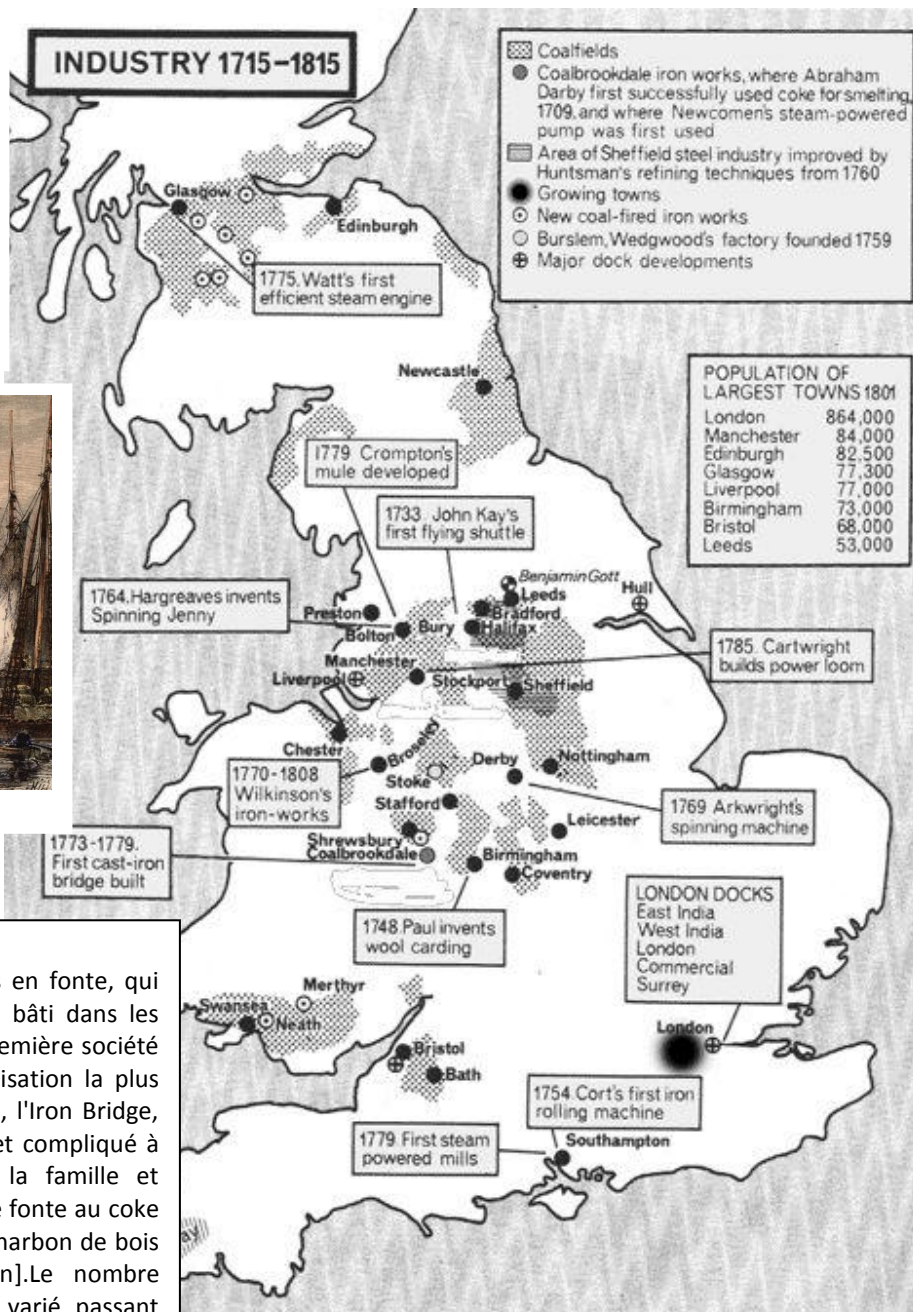 INDUSTRY 1715–1815
Coalfields
Coalbrookdale iron works, where Abraham
Darby first successfully used coke for smelting,
1709, and where Newcomen's steam-powered
pump was first used
Area of Sheffield steel industry improved by
Huntsman's refining techniques from 1760
Growing towns
New coal-fired iron works
Burslem, Wedgwood's factory founded 1759
Major dock developments
Glasgow
Edinburgh
1775. Watt's first
efficient steam engine
Newcastle
POPULATION OF
LARGEST TOWNS 1801
London 864,000
Manchester 84,000
Edinburgh 82,500
Glasgow 77,300
Liverpool 77,000
Birmingham 73,000
Bristol 68,000
Leeds 53,000
1779 Crompton's
mule developed
1733. John Kay's
first flying shuttle
1764. Hargreaves invents
Spinning Jenny
Benjamin Gott
Leeds
Hull
Preston
Bradford
Bolton
Bury
Halifax
1785. Cartwright
builds power loom
Manchester
Liverpool
Stockport
Sheffield
Chester
Broseley
Derby
Nottingham
1770-1808
Wilkinson's
iron-works
Stoke
Stafford
1769 Arkwright's
spinning machine
Leicester
1773-1779.
First cast-iron
bridge built
Shrewsbury
Coalbrookdale
Birmingham
Coventry
1748. Paul invents
wool carding
LONDON DOCKS
East India
West India
London
Commercial
Surrey
Merthyr
Swansea
Neath
London
Bristol
Bath
1754. Cort's first iron
rolling machine
1779. First steam
powered mills
Southampton
en fonte, qui
bâti dans les
société
la plus
, l'Iron Bridge,
et compliqué à
la famille et
fonte au coke
de bois
Le nombre
varié passant